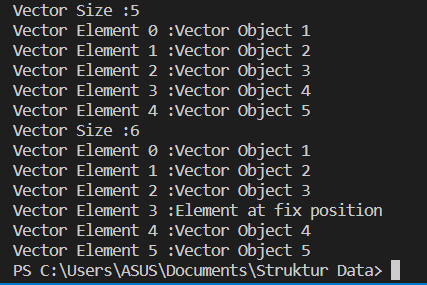 Vector Size :5
Vector Element 0 :Vector Object 1
Vector Element 1 :Vector Object 2
Vector Element 2 :Vector Object 3
Vector Element 3 :Vector Object 4
Vector Element 4 :Vector Object 5
Vector Size :6
Vector Element 0 :Vector Object 1
Vector Element 1 :Vector Object 2
Vector Element 2 :Vector Object 3
Vector Element 3 :Element at fix position
Vector Element 4 :Vector Object 4
Vector Element 5 :Vector Object 5
PS C:\Users\ASUS\Documents\Struktur Data>